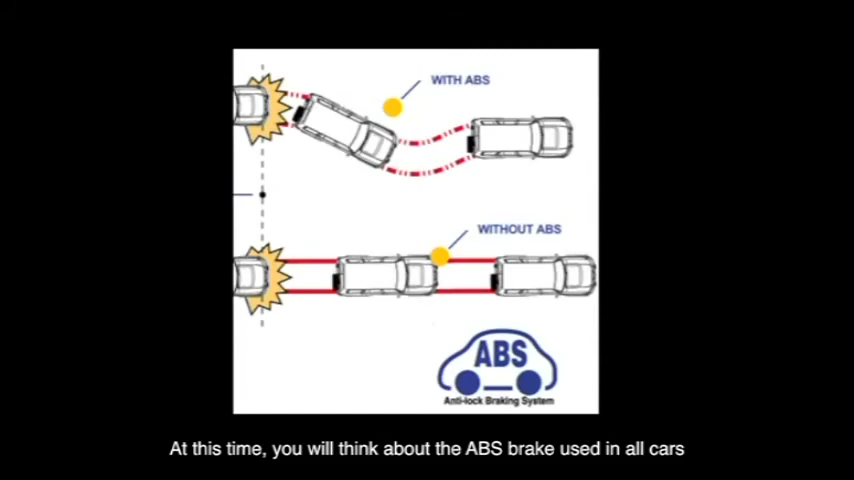 WITH ABS
WITHOUT ABS
ABS
Anti-lock Braking System
At this time, you will think about the ABS brake used in all cars